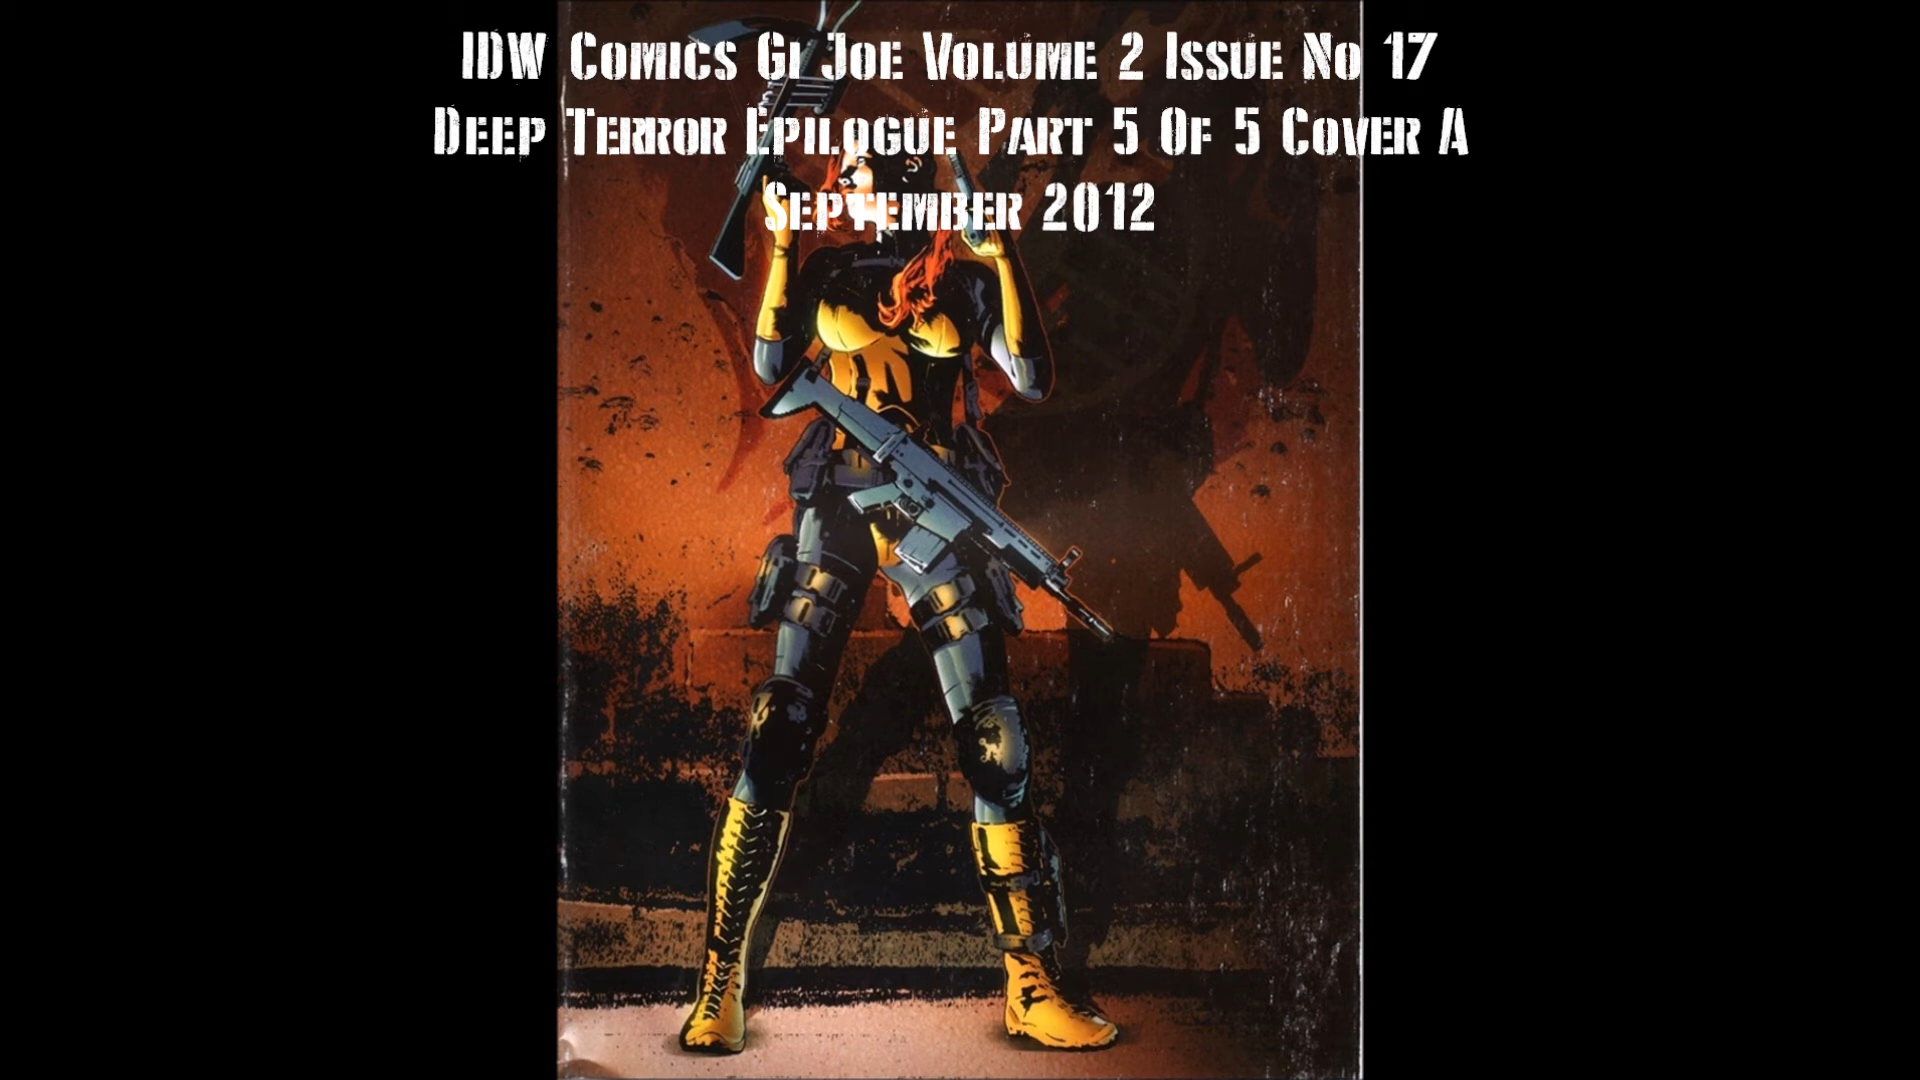 IDW Comics Gi Joe Volume 2 Issue No 17
Deep Terror Epilogue Part 5 Of 5 Cover A
September 2012